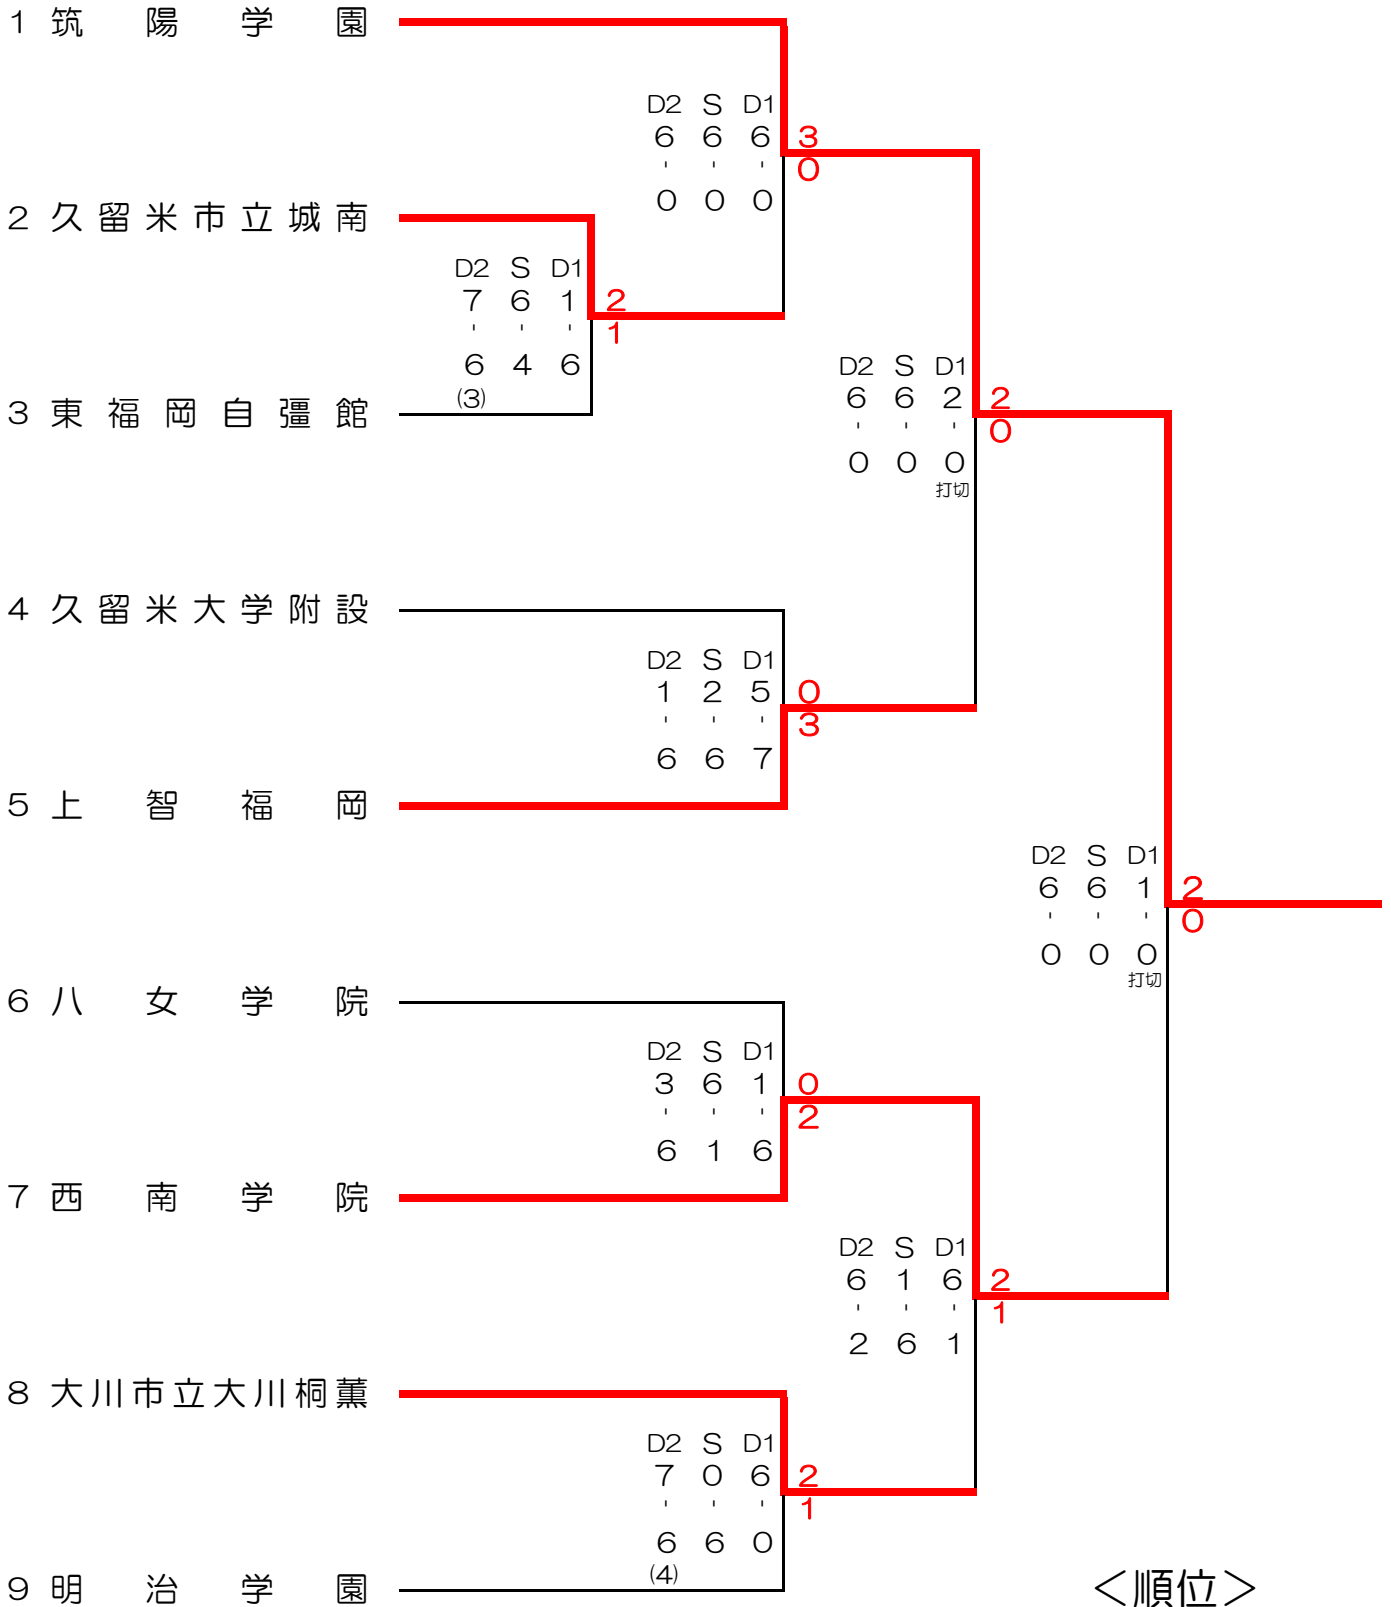 1 筑陽学園
D2 S D1
6 6 6 3
- - - 0
0 0 0
2 久留米市立城南
D2 S D1
7 6 1 2
- - - 1
6 4 6
(3)
3 東福岡自彊館
D2 S D1
6 6 2 2
- - - 0
0 0 0
打切
4 久留米大学附設
D2 S D1
1 2 5 0
- - - 3
6 6 7
5 上智福岡
D2 S D1
6 6 1 2
- - - 0
0 0 0
打切
6 八女学院
D2 S D1
3 6 1 0
- - - 2
6 1 6
7 西南学院
D2 S D1
6 1 6 2
- - - 1
2 6 1
8 大川市立大川桐薫
D2 S D1
7 0 6 2
- - - 1
6 6 0
(4)
9 明治学園
＜順位＞